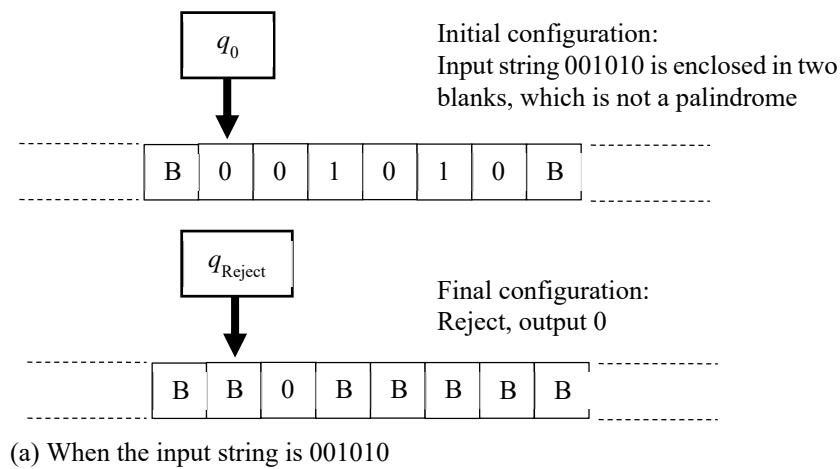 q0
Initial configuration:
Input string 001010 is enclosed in two
blanks, which is not a palindrome
B 0 0 1 0 1 0 B
qReject
Final configuration:
Reject, output 0
B B 0 B B B B B
(a) When the input string is 001010